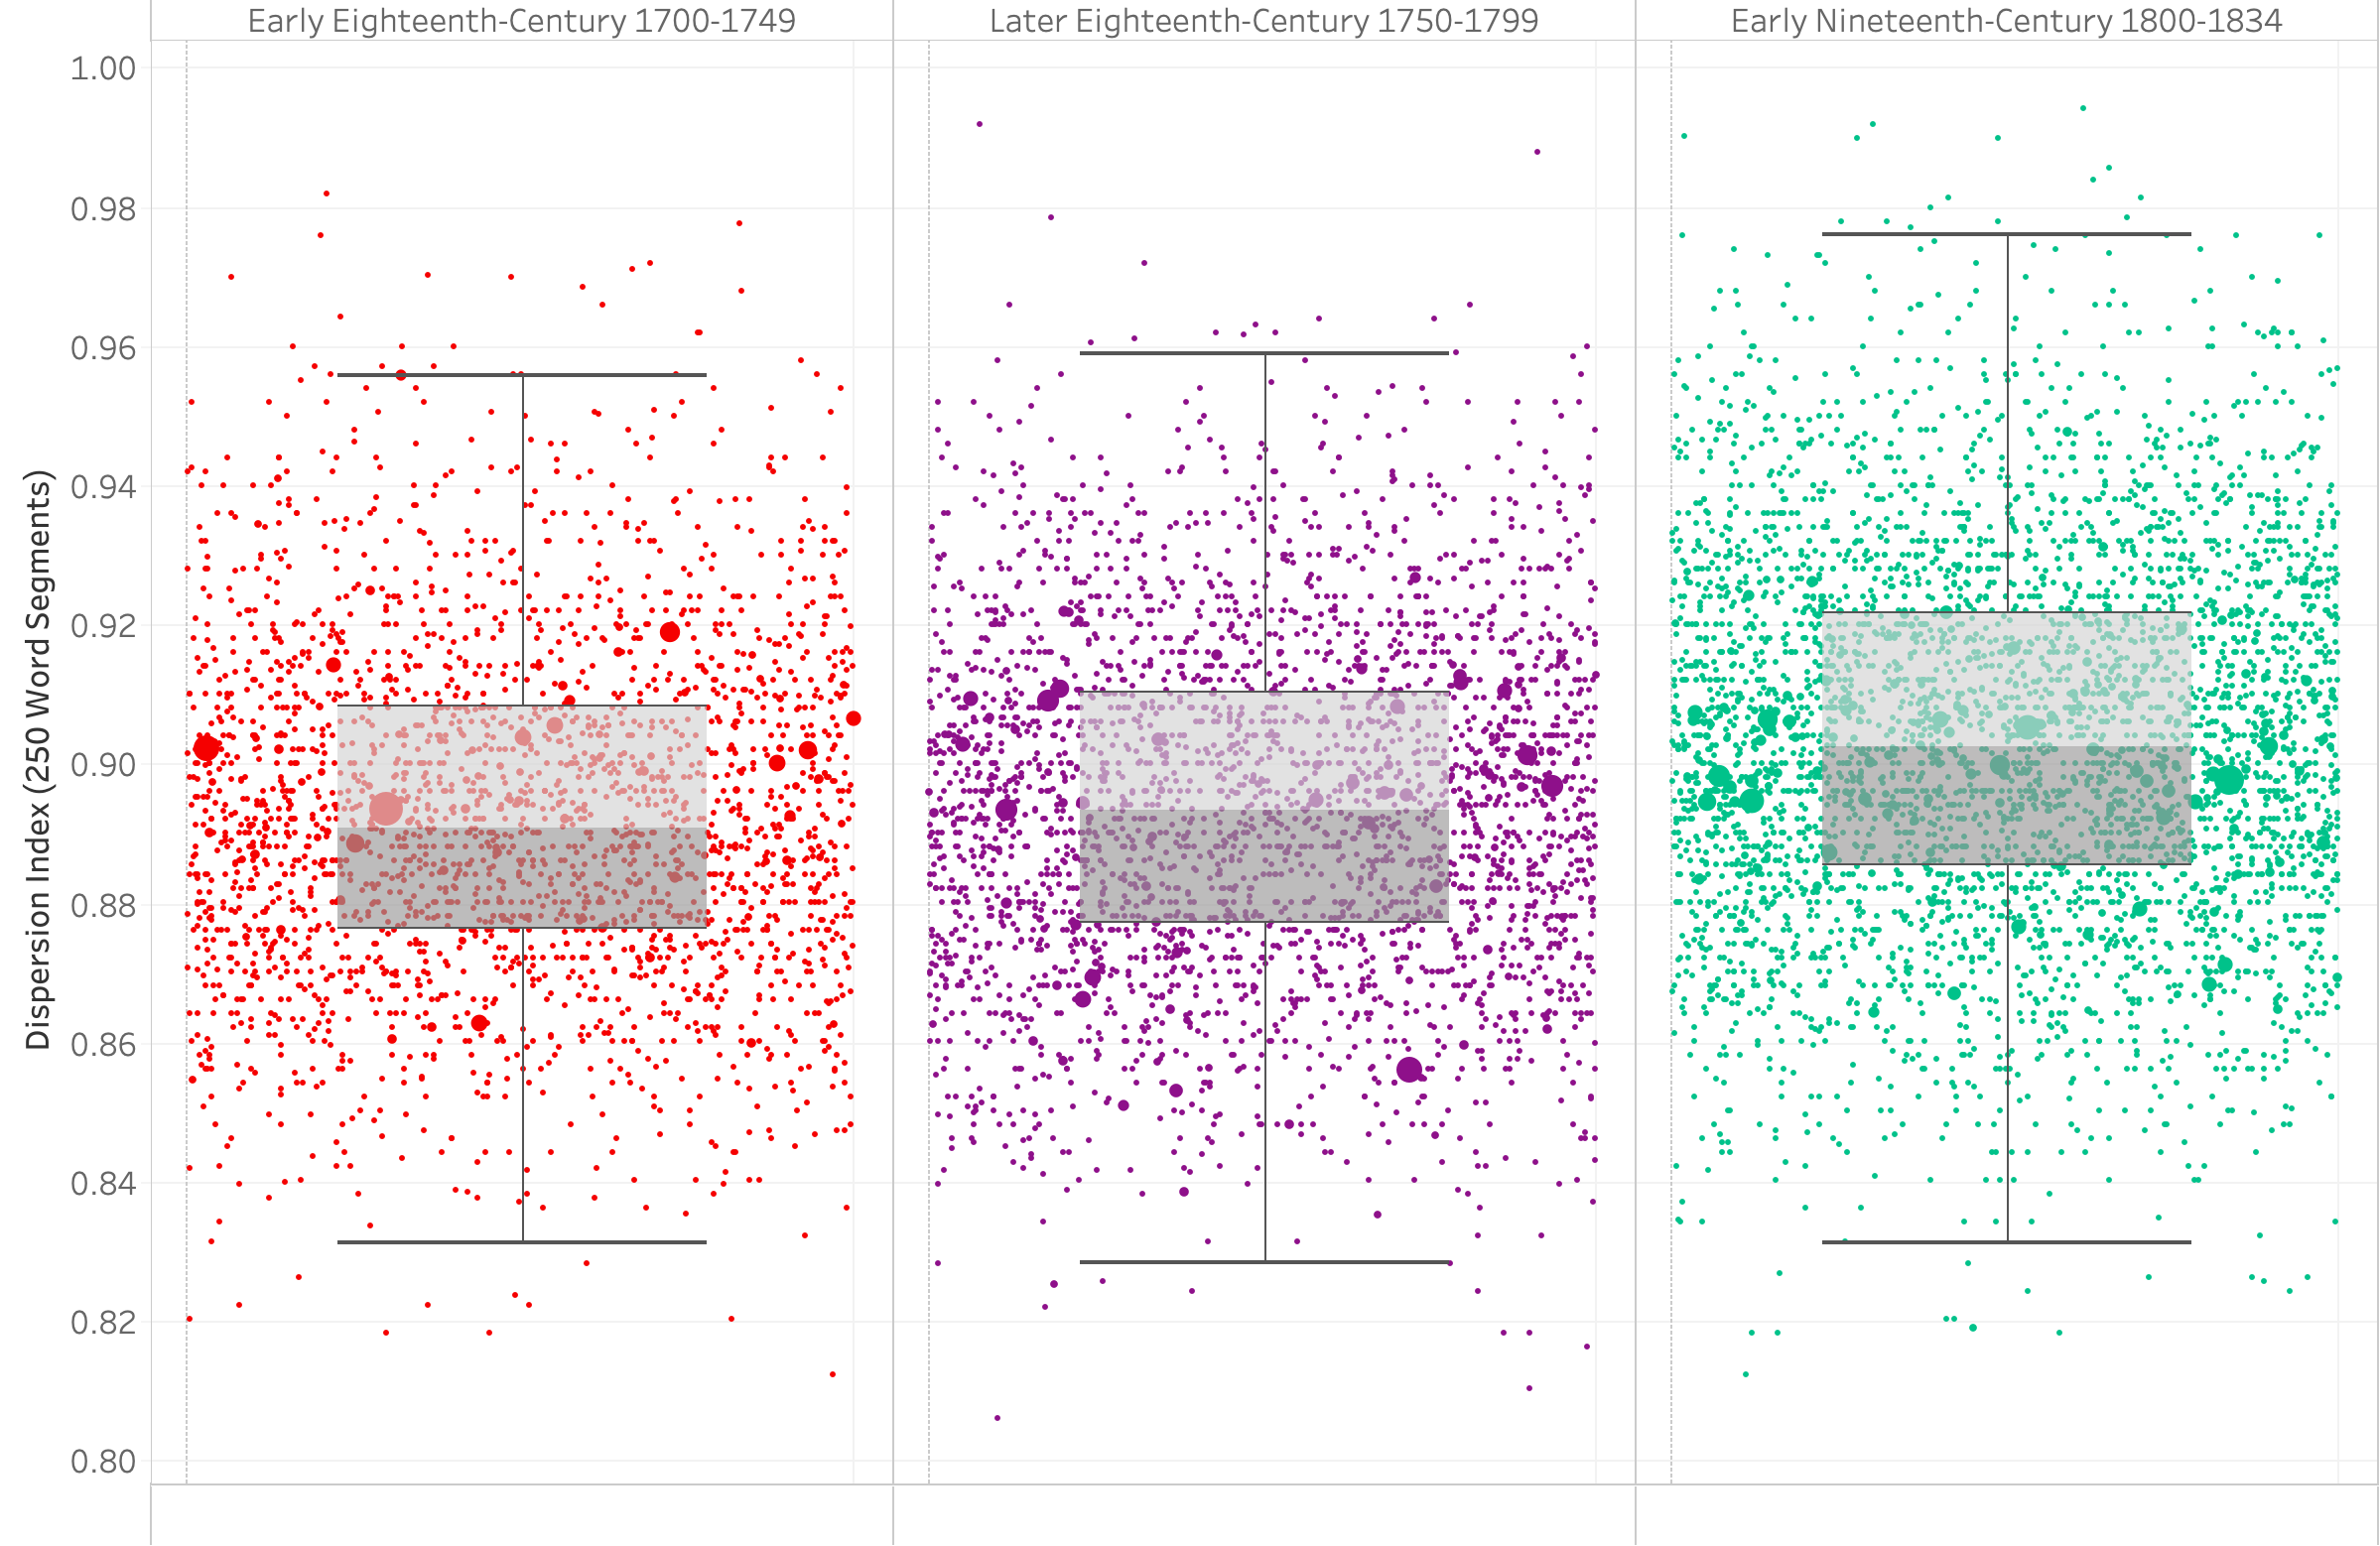 Early Eighteenth-Century 1700-1749
Later Eighteenth-Century 1750-1799
Early Nineteenth-Century 1800-1834
Dispersion Index (250 Word Segments)
1.00
0.98
0.96
0.94
0.92
0.90
0.88
0.86
0.84
0.82
0.80